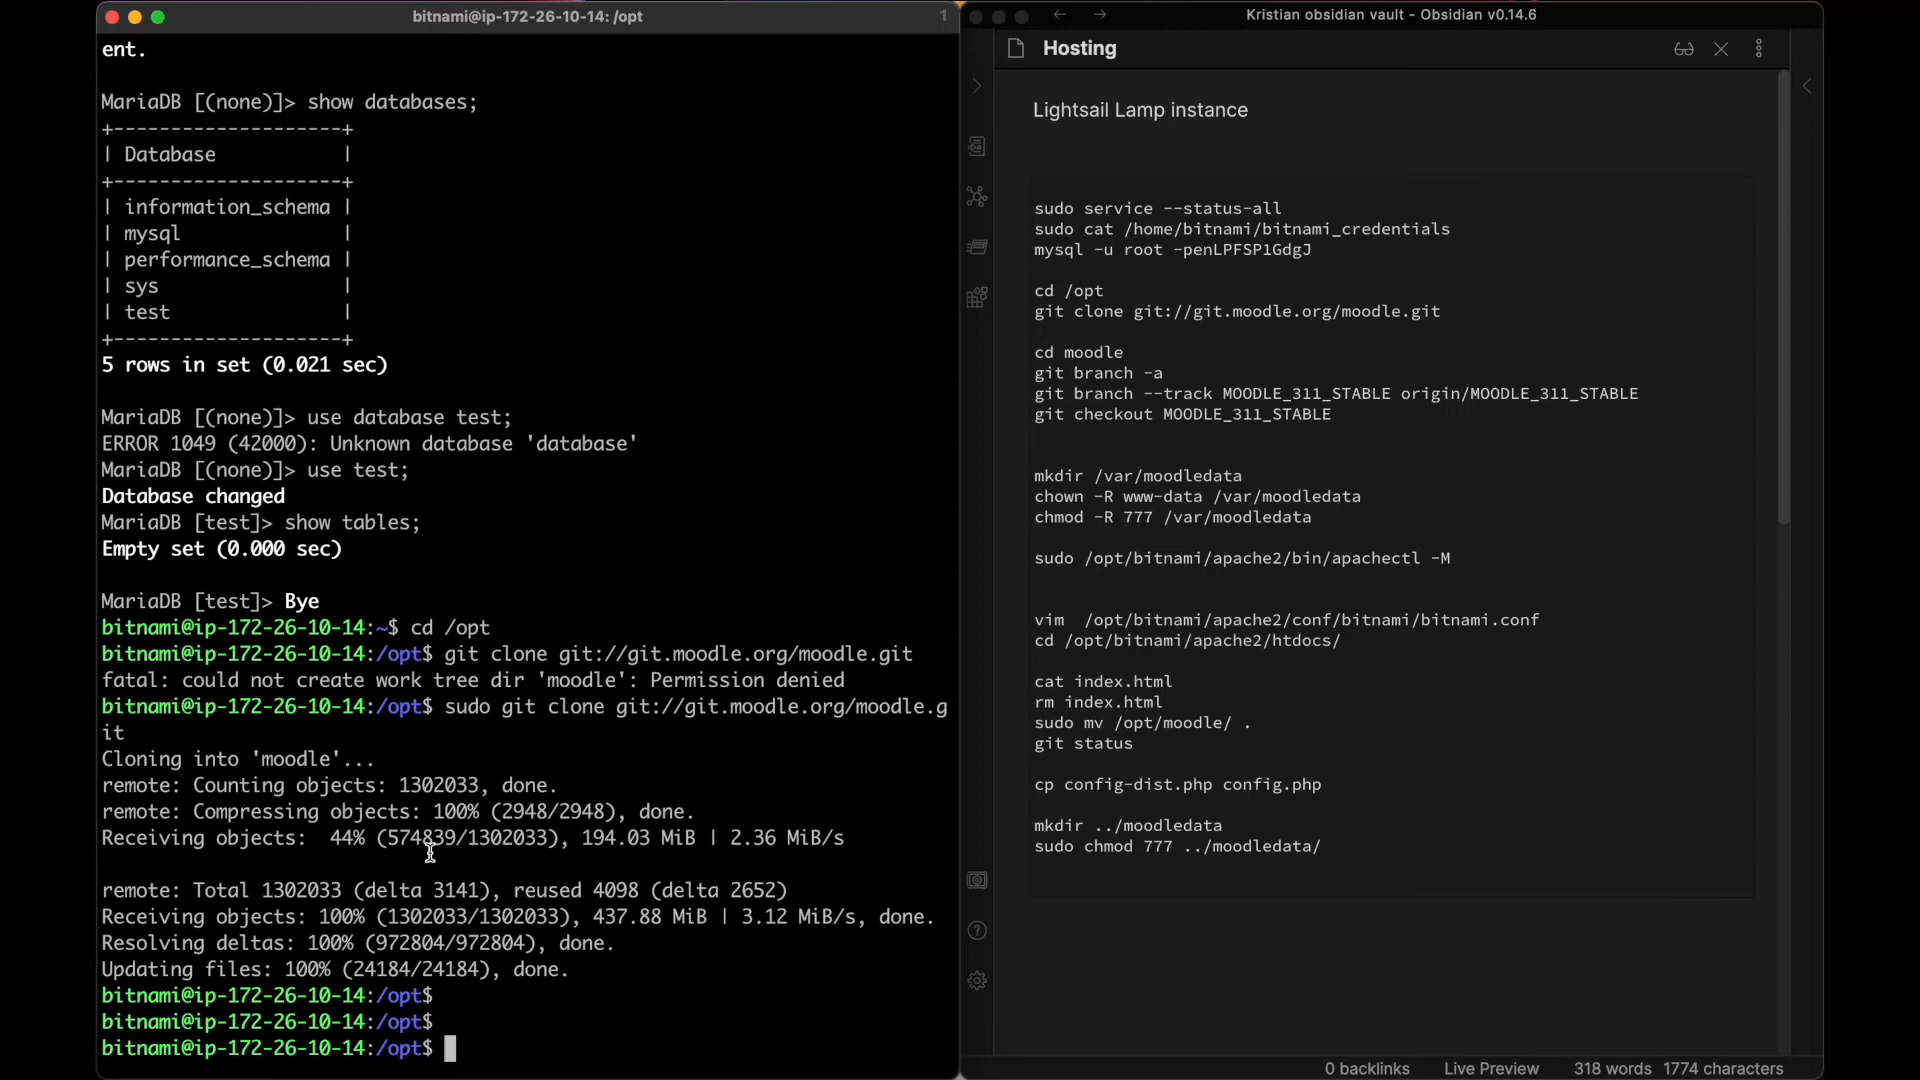 bitnami@ip-172-26-10-14: /opt
1
ent.
MariaDB [(none)]> show databases;
+--------------------+
| Database           |
+--------------------+
| information_schema |
| mysql              |
| performance_schema |
| sys                |
| test               |
+--------------------+
5 rows in set (0.021 sec)
MariaDB [(none)]> use database test;
ERROR 1049 (42000): Unknown database 'database'
MariaDB [(none)]> use test;
Database changed
MariaDB [test]> show tables;
Empty set (0.000 sec)
MariaDB [test]> Bye
bitnami@ip-172-26-10-14:~$ cd /opt
bitnami@ip-172-26-10-14:/opt$ git clone git://git.moodle.org/moodle.git
fatal: could not create work tree dir 'moodle': Permission denied
bitnami@ip-172-26-10-14:/opt$ sudo git clone git://git.moodle.org/moodle.g
it
Cloning into 'moodle'...
remote: Counting objects: 1302033, done.
remote: Compressing objects: 100% (2948/2948), done.
Receiving objects:  44% (574839/1302033), 194.03 MiB | 2.36 MiB/s
remote: Total 1302033 (delta 3141), reused 4098 (delta 2652)
Receiving objects: 100% (1302033/1302033), 437.88 MiB | 3.12 MiB/s, done.
Resolving deltas: 100% (972804/972804), done.
Updating files: 100% (24184/24184), done.
bitnami@ip-172-26-10-14:/opt$
bitnami@ip-172-26-10-14:/opt$
bitnami@ip-172-26-10-14:/opt$
Kristian obsidian vault - Obsidian v0.14.6
Hosting
Lightsail Lamp instance
sudo service --status-all
sudo cat /home/bitnami/bitnami_credentials
mysql -u root -penLPFSP1GdgJ
cd /opt
git clone git://git.moodle.org/moodle.git
cd moodle
git branch -a
git branch --track MOODLE_311_STABLE origin/MOODLE_311_STABLE
git checkout MOODLE_311_STABLE
mkdir /var/moodledata
chown -R www-data /var/moodledata
chmod -R 777 /var/moodledata
sudo /opt/bitnami/apache2/bin/apachectl -M
vim  /opt/bitnami/apache2/conf/bitnami/bitnami.conf
cd /opt/bitnami/apache2/htdocs/
cat index.html
rm index.html
sudo mv /opt/moodle/ .
git status
cp config-dist.php config.php
mkdir ../moodledata
sudo chmod 777 ../moodledata/
0 backlinks
Live Preview
318 words 1774 characters